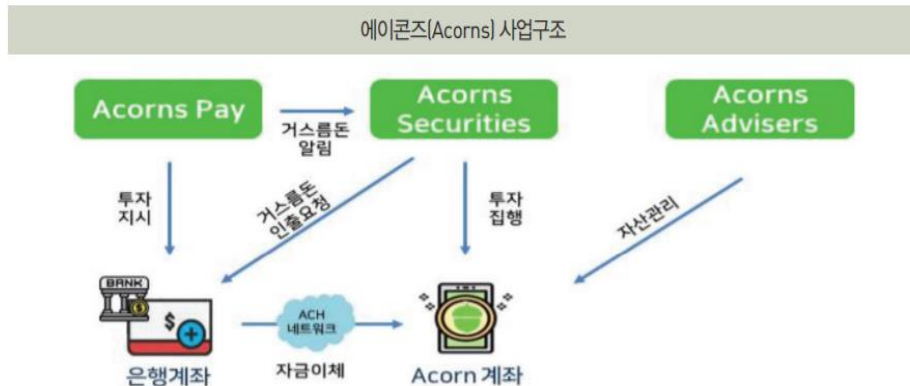 에이콘즈(Acorns) 사업구조
Acorns Pay
거스름돈
알림
Acorns
Securities
Acorns
Advisers
투자
지시
거스름돈
인출요청
투자
집행
자산관리
BANK
$
$
ACH
네트워크
은행계좌
자금이체
Acorn 계좌